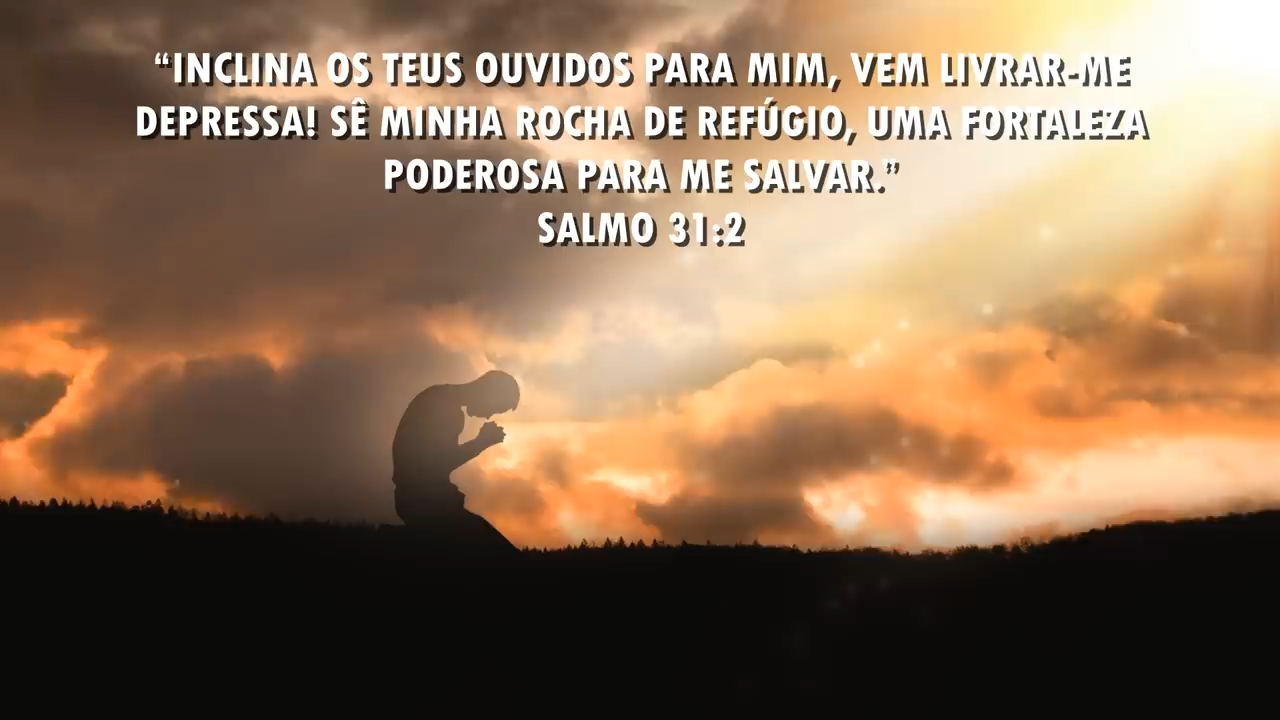 “INCLINA OS TEUS OUVIDOS PARA MIM, VEM LIVRAR-ME
DEPRESSA! SÊ MINHA ROCHA DE REFÚGIO, UMA FORTALEZA
PODEROSA PARA ME SALVAR.”
SALMO 31:2